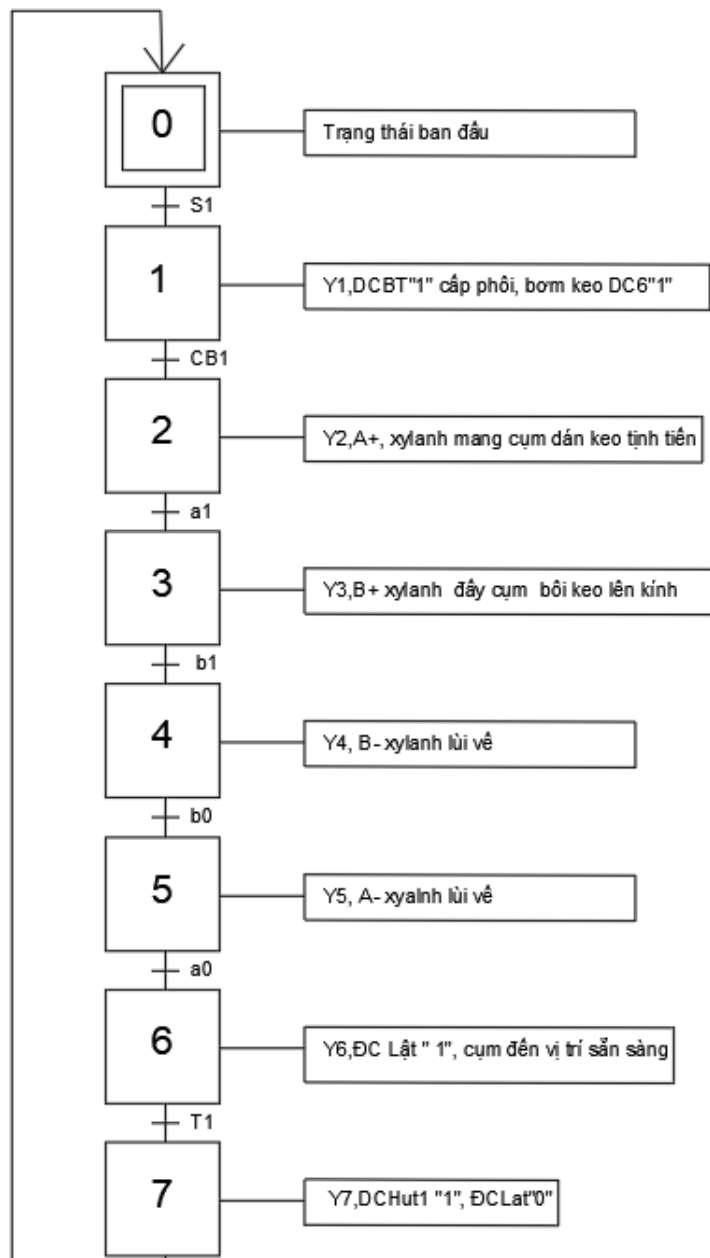 0
Trạng thái ban đầu
S1
1
Y1,DCBT"1" cấp phôi, bơm keo DC6"1"
CB1
2
Y2,A+, xylanh mang cụm dán keo tịnh tiến
a1
3
Y3,B+ xylanh đẩy cụm bôi keo lên kính
b1
4
Y4, B- xylanh lùi về
b0
5
Y5, A- xyalnh lùi về
a0
6
Y6,ĐC Lật " 1", cụm đến vị trí sẵn sàng
T1
7
Y7,DCHut1 "1", ĐCLat"0"